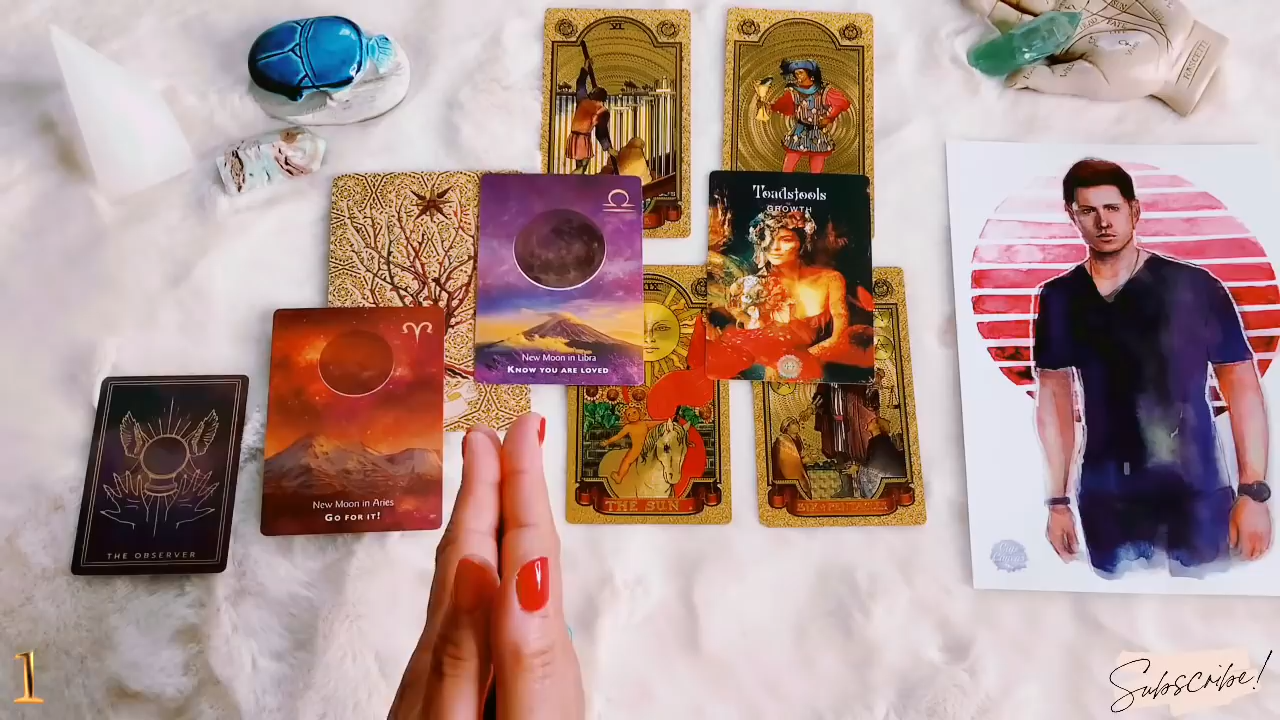 VI
Toadstools
GROWTH
New Moon in Libra
KNOW YOU ARE LOVED
New Moon in Aries
GO FOR IT!
THE OBSERVER
THE SUN
1
Subscribe!